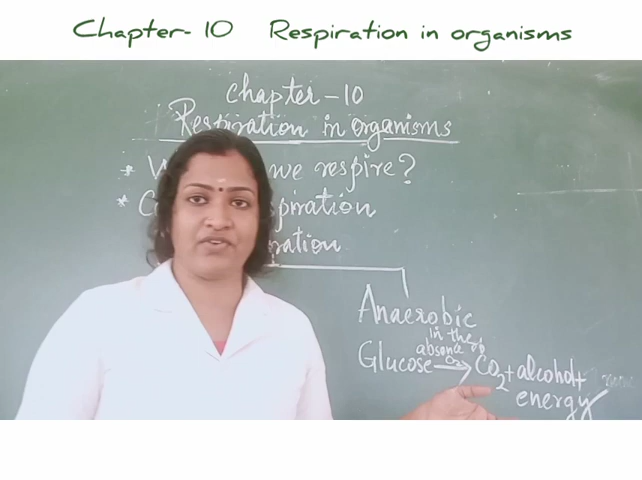 Chapter- 10 Respiration in organisms
chapter - 10
Respiration in organisms
* we respire?
*
Anaerobic
in the
absence of
O2
Glucose → CO2 + alcohol +
energy